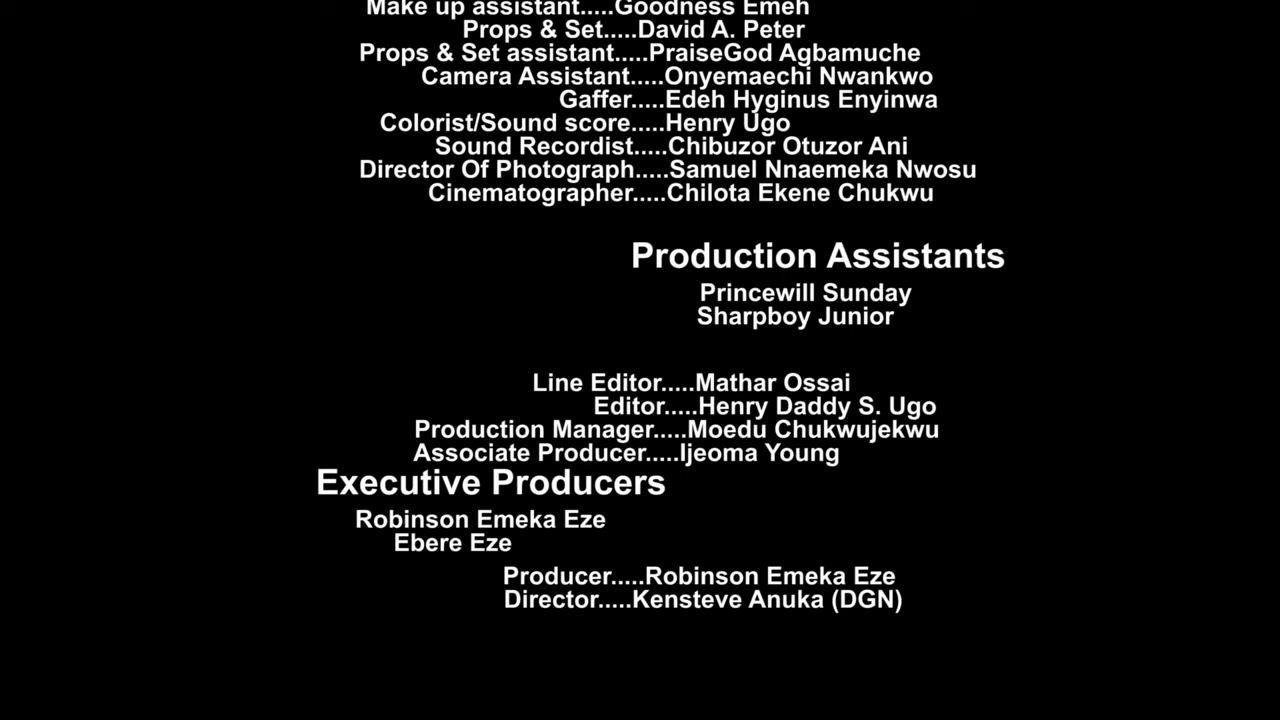 Make up assistant.....Goodness Emeh
Props & Set.....David A. Peter
Props & Set assistant.....PraiseGod Agbamuche
Camera Assistant.....Onyemaechi Nwankwo
Gaffer.....Edeh Hyginus Enyinwa
Colorist/Sound score.....Henry Ugo
Sound Recordist.....Chibuzor Otuzor Ani
Director Of Photograph.....Samuel Nnaemeka Nwosu
Cinematographer.....Chilota Ekene Chukwu
Production Assistants
Princewill Sunday
Sharpboy Junior
Line Editor.....Mathar Ossai
Editor.....Henry Daddy S. Ugo
Production Manager.....Moedu Chukwujekwu
Associate Producer.....Ijeoma Young
Executive Producers
Robinson Emeka Eze
Ebere Eze
Producer.....Robinson Emeka Eze
Director.....Kensteve Anuka (DGN)